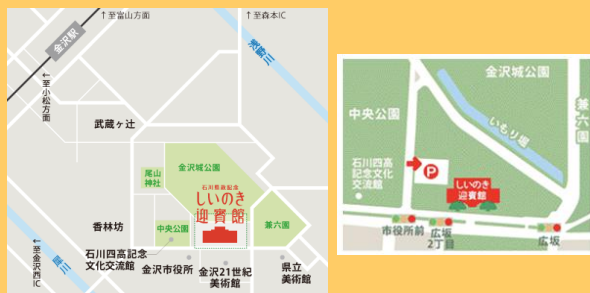 ↑至富山方面
↑至森本IC
金沢駅
浅野川
←至小松方面
武蔵ヶ辻
尾山
神社
金沢城公園
石川県政記念
しいのき
迎賓館
香林坊
中央公園
兼六園
←至金沢西IC
犀川
石川四高記念
文化交流館
金沢市役所
金沢21世紀
美術館
県立
美術館
金沢城公園
中央公園
いもり堀
兼六園
石川四高
記念文化
交流館
P
しいのき
迎賓館
市役所前
広坂
2丁目
広坂